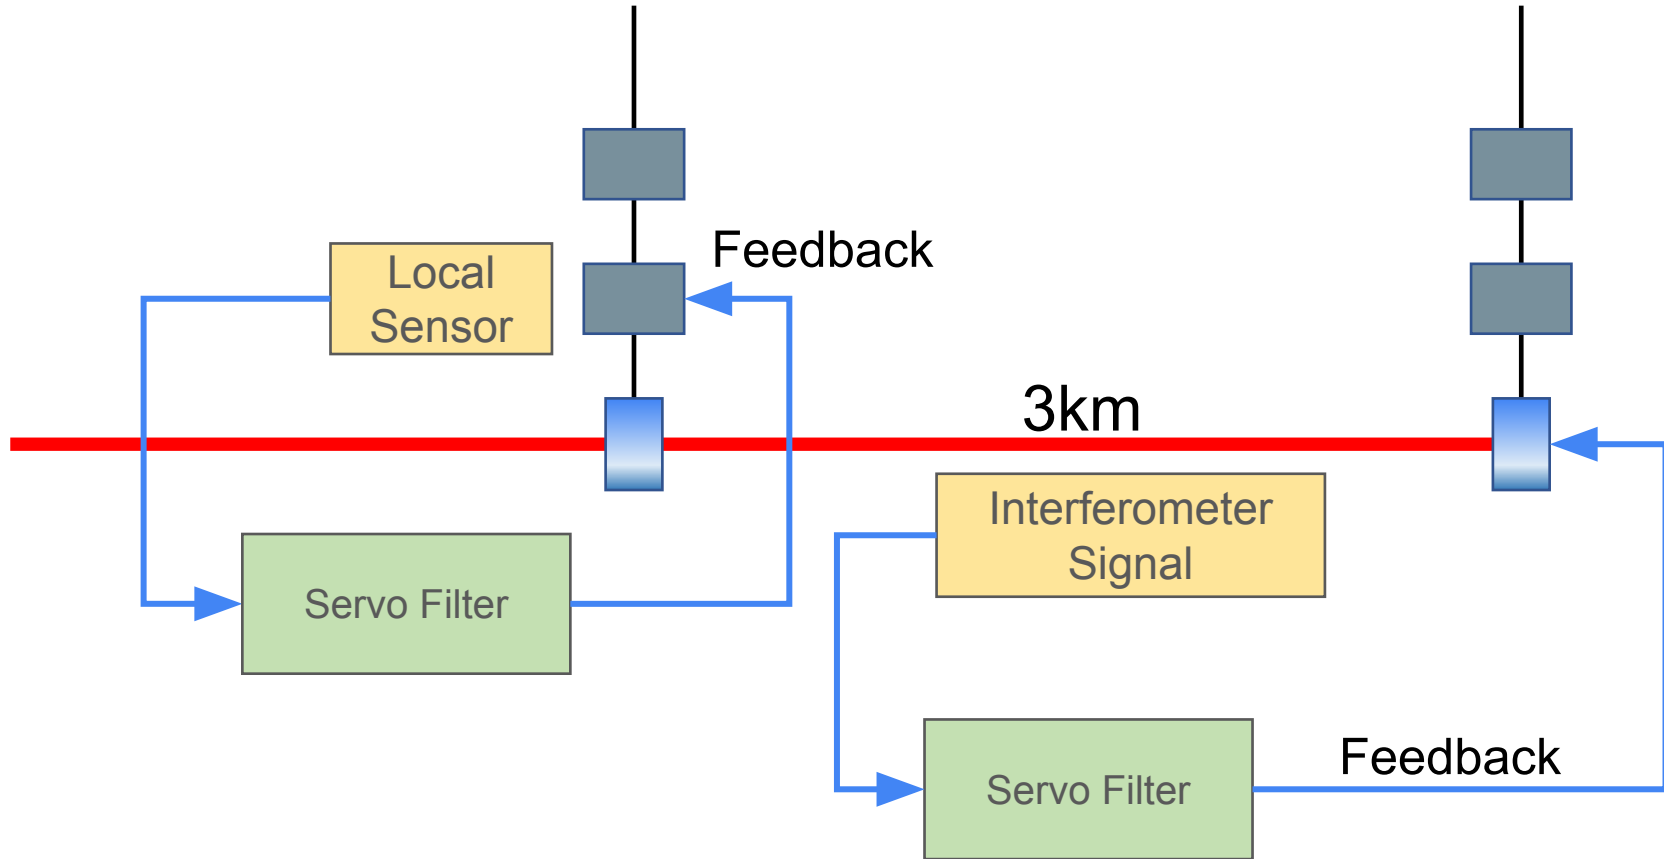 Feedback
Local
Sensor
3km
Interferometer
Signal
Servo Filter
Feedback
Servo Filter